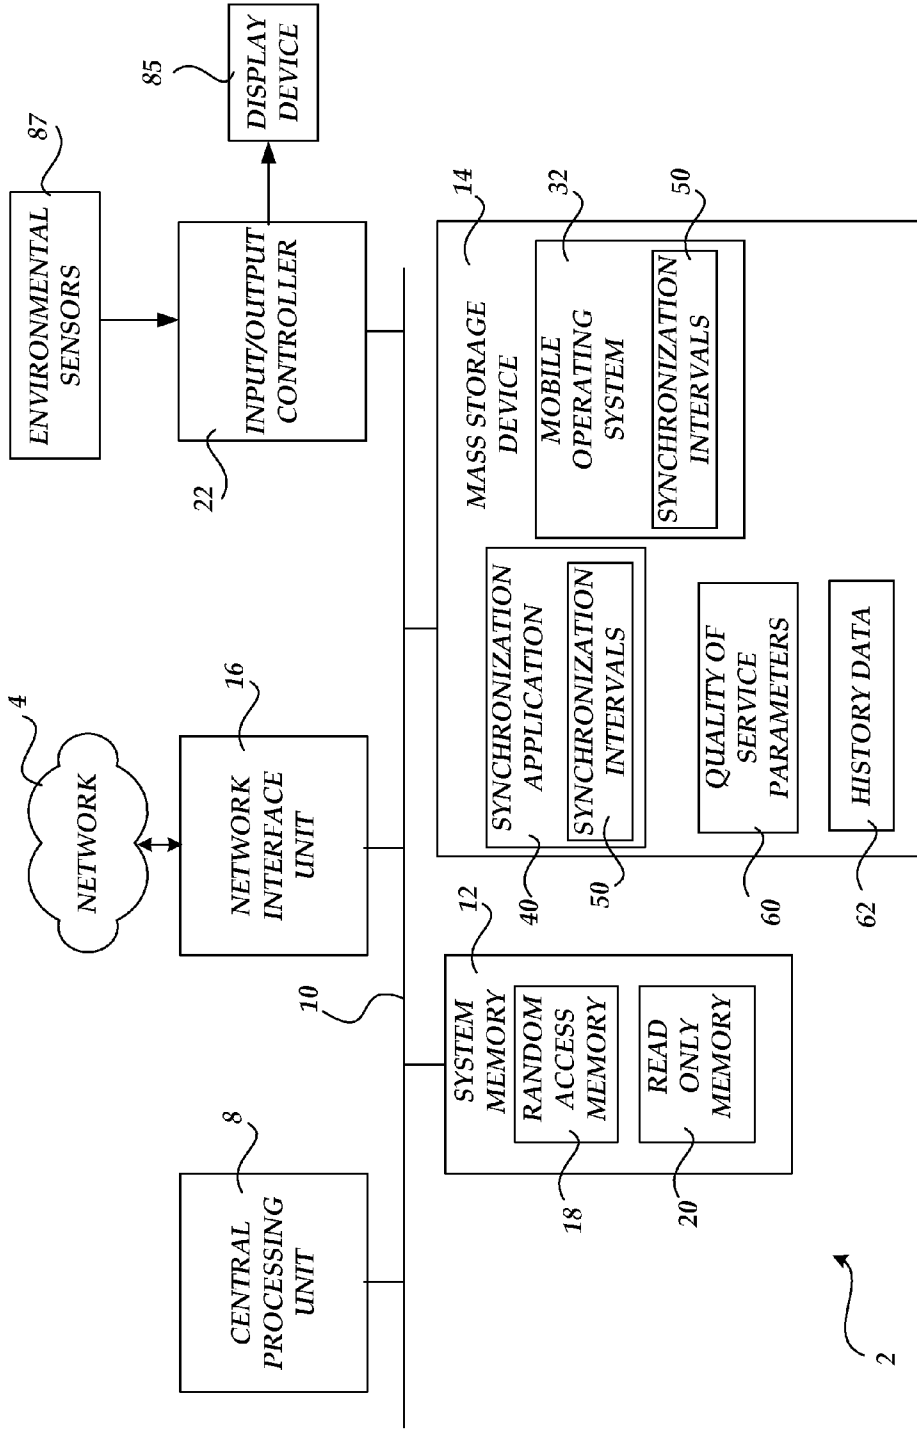 ENVIRONMENTAL
SENSORS
87
INPUT/OUTPUT
CONTROLLER
22
DISPLAY
DEVICE
85
NETWORK
4
NETWORK
INTERFACE
UNIT
16
CENTRAL
PROCESSING
UNIT
8
10
SYSTEM
MEMORY
12
RANDOM
ACCESS
MEMORY
18
READ
ONLY
MEMORY
20
MASS STORAGE
DEVICE
14
SYNCHRONIZATION
APPLICATION
40
SYNCHRONIZATION
INTERVALS
50
MOBILE
OPERATING
SYSTEM
32
SYNCHRONIZATION
INTERVALS
50
QUALITY OF
SERVICE
PARAMETERS
60
HISTORY DATA
62
2